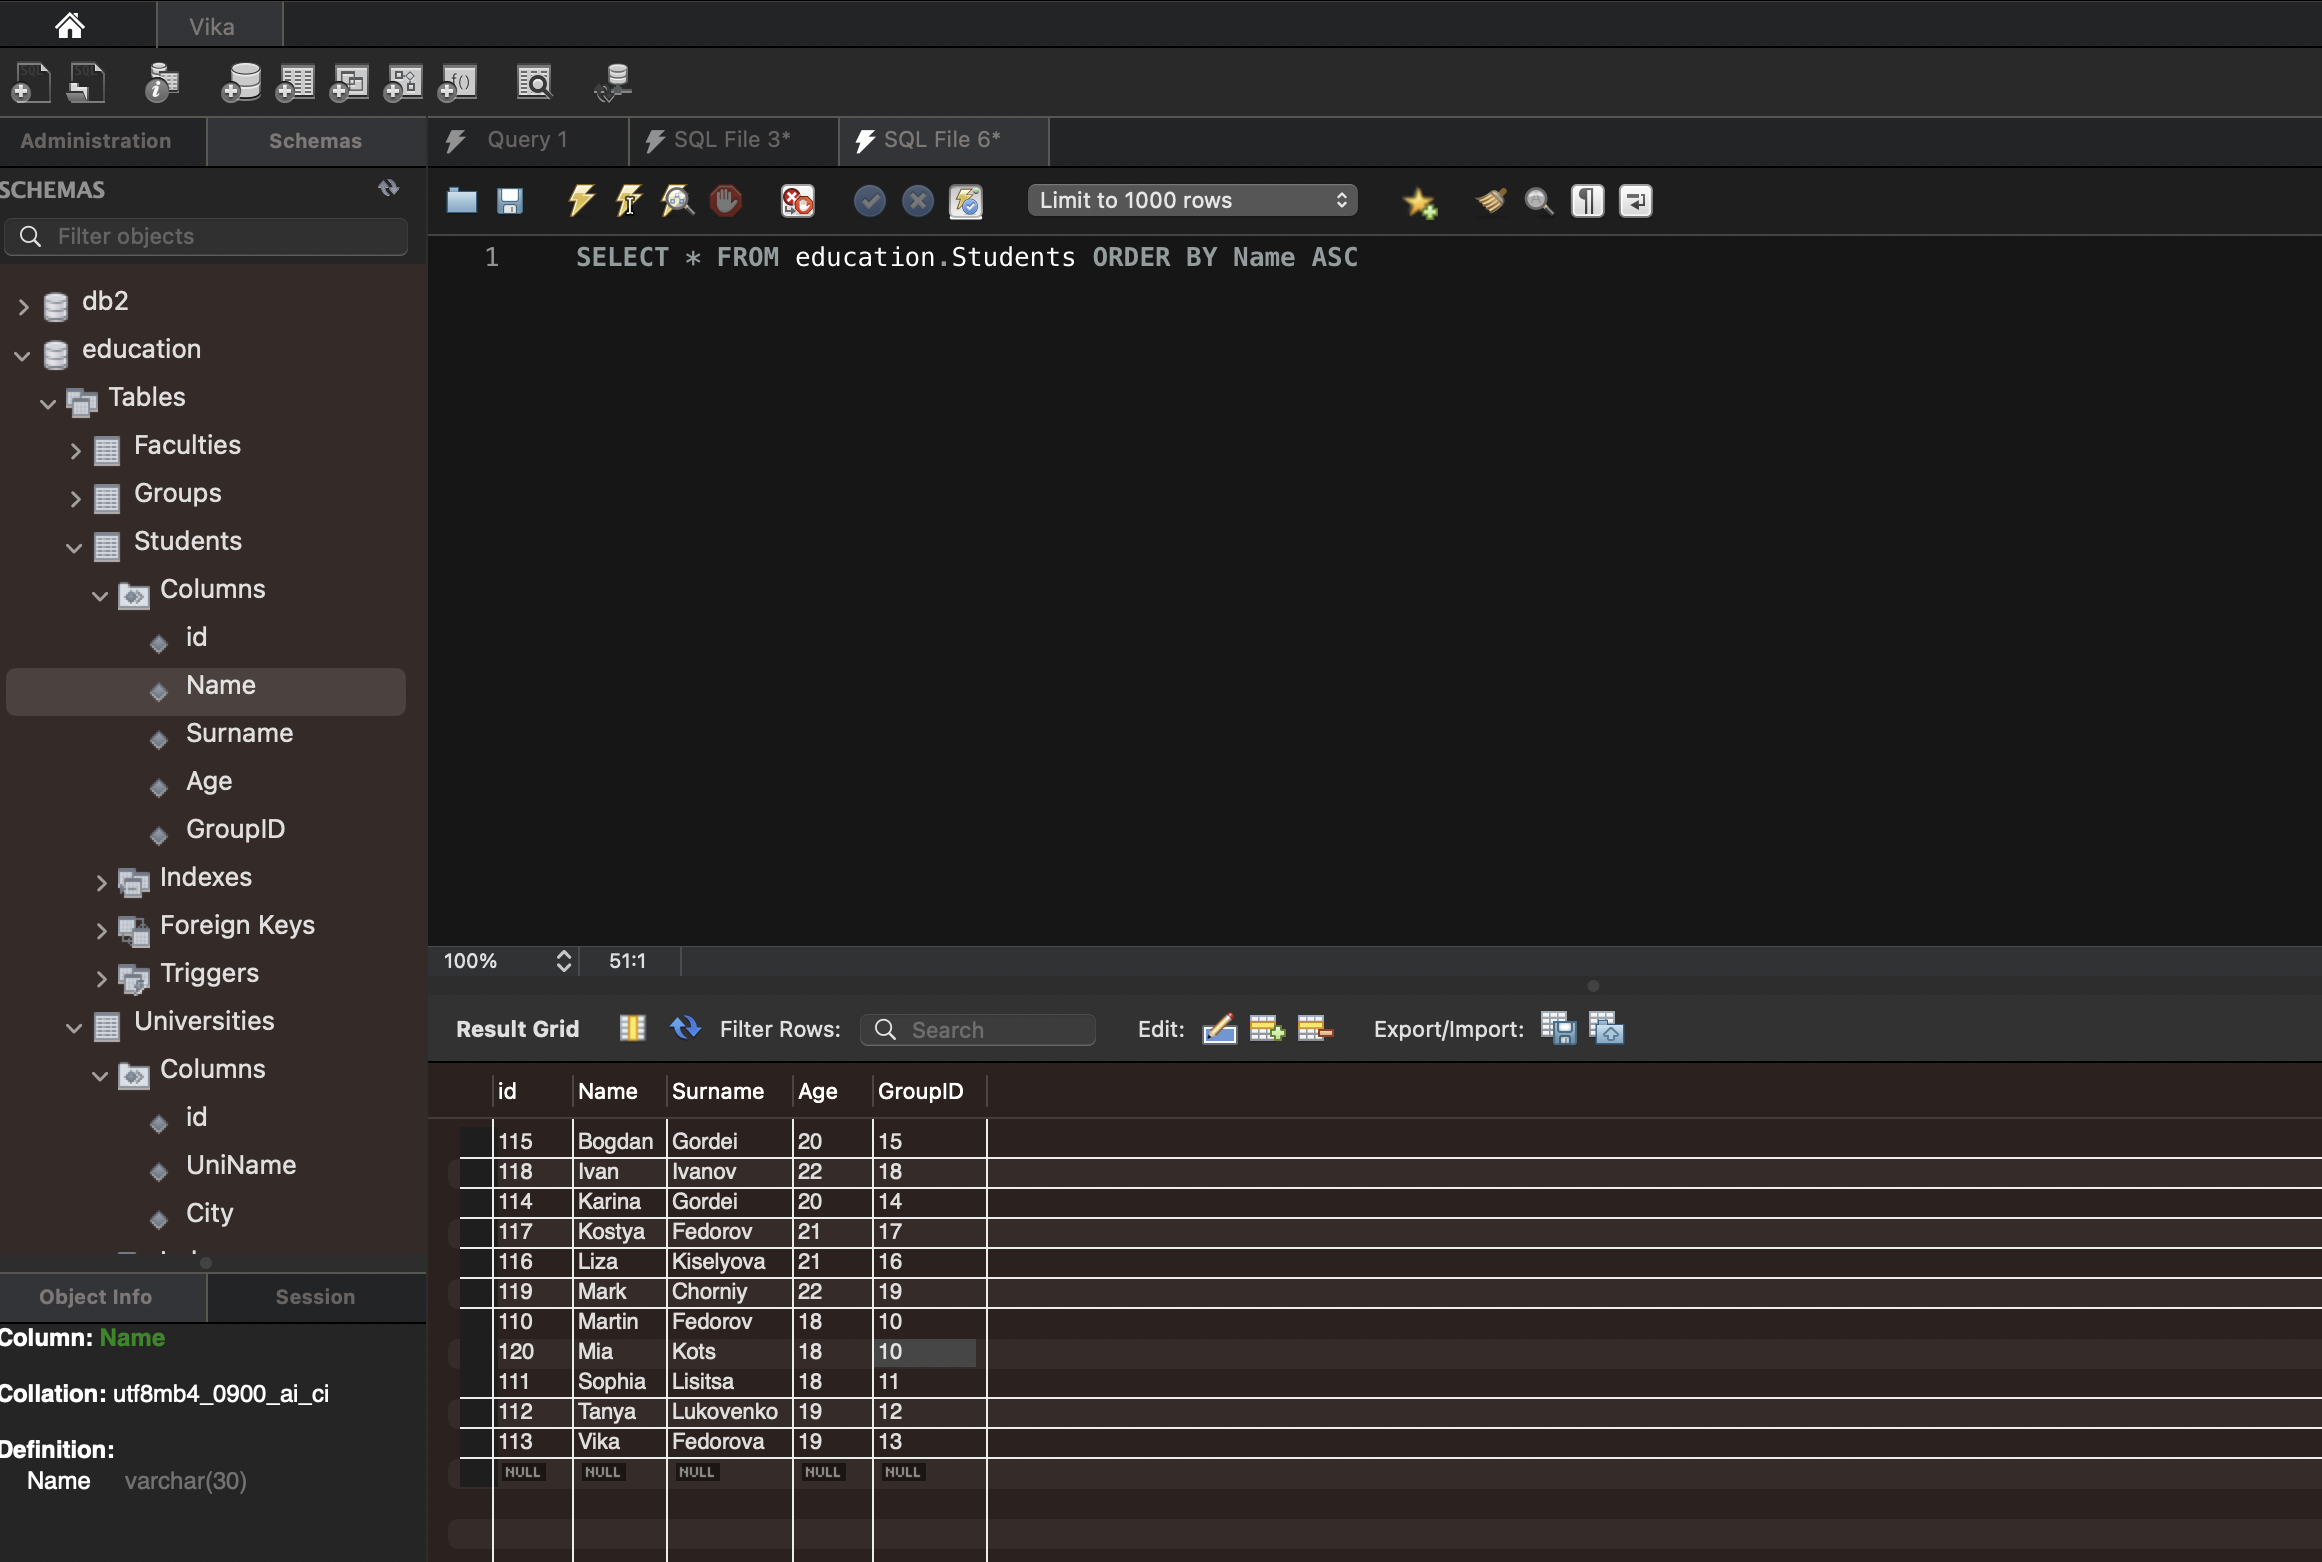 Vika
Administration
Schemas
Query 1
SQL File 3*
SQL File 6*
SCHEMAS
Filter objects
Limit to 1000 rows
1 SELECT * FROM education.Students ORDER BY Name ASC
db2
education
Tables
Faculties
Groups
Students
Columns
id
Name
Surname
Age
GroupID
Indexes
Foreign Keys
Triggers
Universities
Columns
id
UniName
City
Object Info
Session
Column: Name
Collation: utf8mb4_0900_ai_ci
Definition:
Name varchar(30)
100% 51:1
Result Grid Filter Rows: Search Edit: Export/Import:
id Name Surname Age GroupID
115 Bogdan Gordei 20 15
118 Ivan Ivanov 22 18
114 Karina Gordei 20 14
117 Kostya Fedorov 21 17
116 Liza Kiselyova 21 16
119 Mark Chorniy 22 19
110 Martin Fedorov 18 10
120 Mia Kots 18 10
111 Sophia Lisitsa 18 11
112 Tanya Lukovenko 19 12
113 Vika Fedorova 19 13
NULL NULL NULL NULL NULL